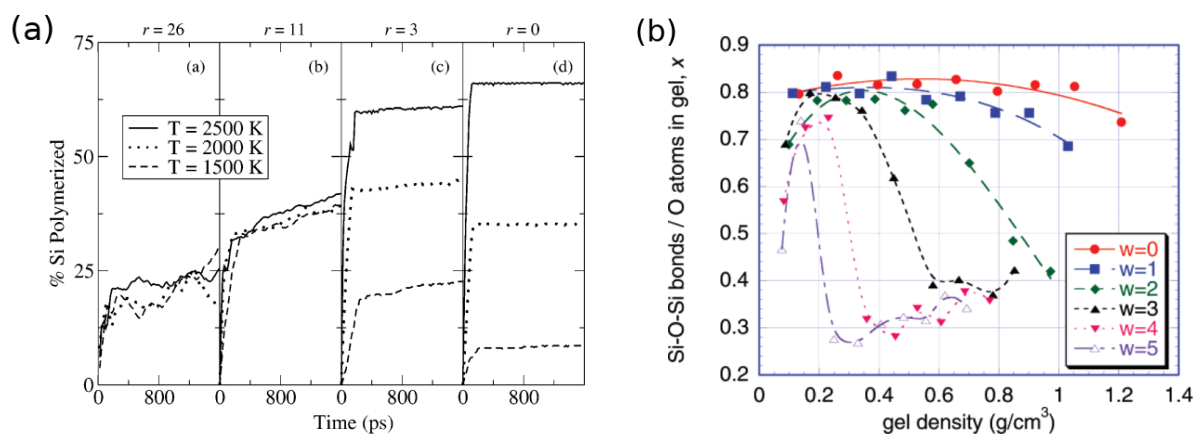 (a)
r = 26 r = 11 r = 3 r = 0
% Si Polymerized
75
50
25
0
(a) (b) (c) (d)
T = 2500 K
T = 2000 K
T = 1500 K
0 800 0 800 0 800 0 800
Time (ps)
(b)
Si-O-Si bonds / O atoms in gel, x
0.9
0.8
0.7
0.6
0.5
0.4
0.3
0.2
w=0
w=1
w=2
w=3
w=4
w=5
0 0.2 0.4 0.6 0.8 1 1.2 1.4
gel density (g/cm³)